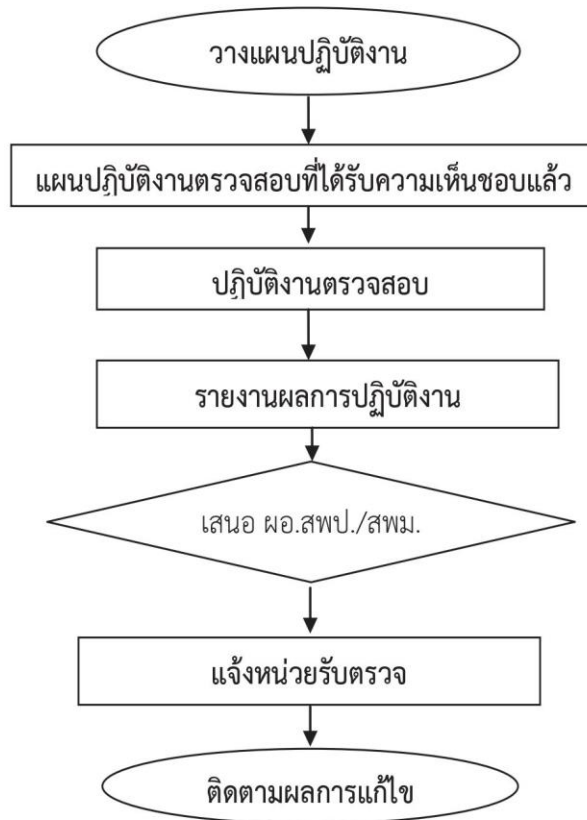 วางแผนปฏิบัติงาน
แผนปฏิบัติงานตรวจสอบที่ได้รับความเห็นชอบแล้ว
ปฏิบัติงานตรวจสอบ
รายงานผลการปฏิบัติงาน
เสนอ ผอ.สพป./สพม.
แจ้งหน่วยรับตรวจ
ติดตามผลการแก้ไข